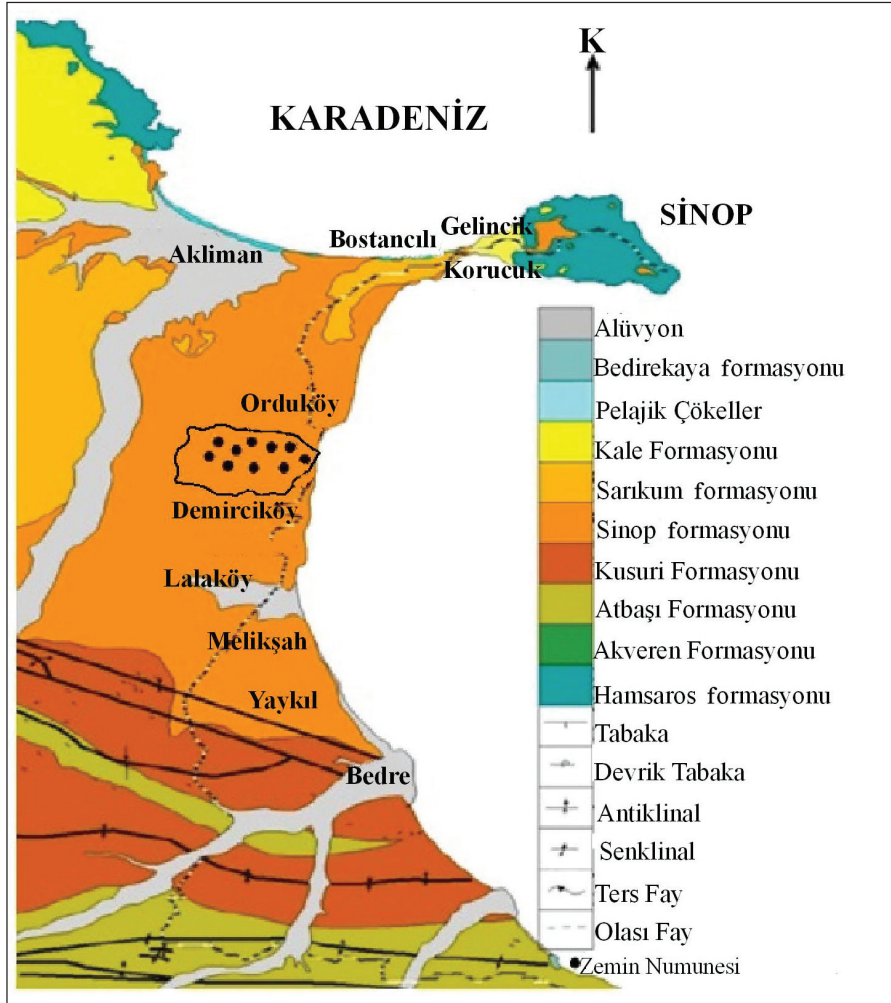 K
KARADENİZ
SİNOP
Gelincik
Bostancılı
Akliman
Korucuk
Orduköy
Demirciköy
Lalaköy
Melikşah
Yaykıl
Bedre
Alüvyon
Bedirekaya formasyonu
Pelajik Çökeller
Kale Formasyonu
Sarıkum formasyonu
Sinop formasyonu
Kusuri Formasyonu
Atbaşı Formasyonu
Akveren Formasyonu
Hamsaros formasyonu
Tabaka
Devrik Tabaka
Antiklinal
Senklinal
Ters Fay
Olası Fay
Zemin Numunesi